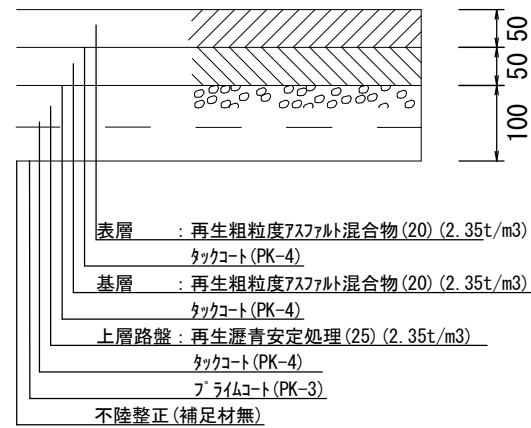 50
50
100
表層　：再生粗粒度アスファルト混合物(20)(2.35t/m3)
タックコート(PK-4)
基層　：再生粗粒度アスファルト混合物(20)(2.35t/m3)
タックコート(PK-4)
上層路盤：再生瀝青安定処理(25)(2.35t/m3)
タックコート(PK-4)
プライムコート(PK-3)
不陸整正(補足材無)